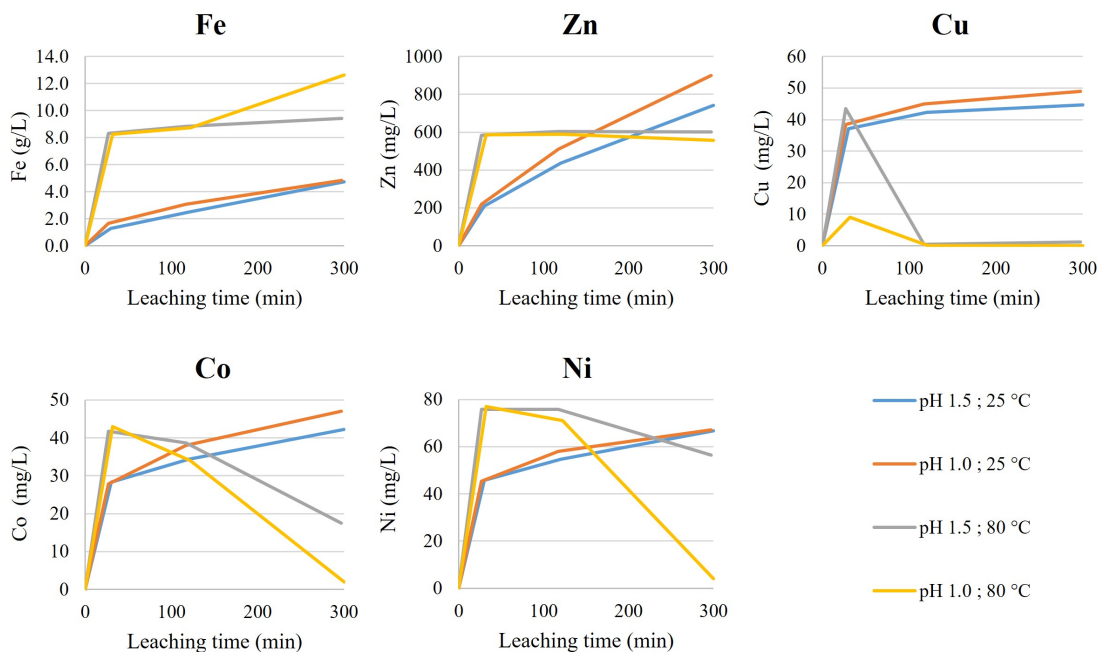 Fe
14.0
12.0
10.0
8.0
6.0
4.0
2.0
0.0
Fe (g/L)
0 100 200 300
Leaching time (min)
Zn
1000
800
600
400
200
0
Zn (mg/L)
0 100 200 300
Leaching time (min)
Cu
60
50
40
30
20
10
0
Cu (mg/L)
0 100 200 300
Leaching time (min)
Co
50
40
30
20
10
0
Co (mg/L)
0 100 200 300
Leaching time (min)
Ni
80
60
40
20
0
Ni (mg/L)
0 100 200 300
Leaching time (min)
pH 1.5 ; 25 °C
pH 1.0 ; 25 °C
pH 1.5 ; 80 °C
pH 1.0 ; 80 °C